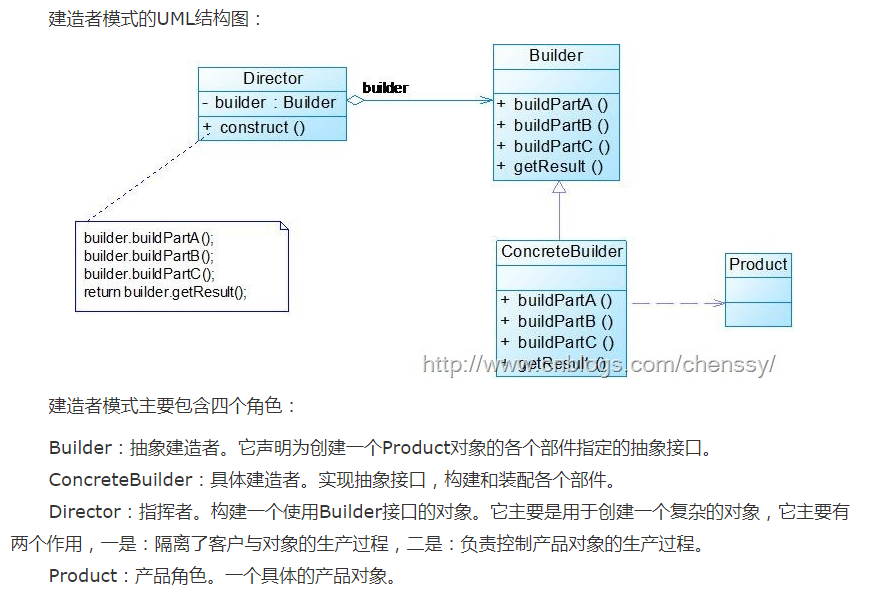 建造者模式的UML结构图：
Builder
+ buildPartA ()
+ buildPartB ()
+ buildPartC ()
+ getResult ()
Director
- builder : Builder
+ construct ()
builder
builder.buildPartA();
builder.buildPartB();
builder.buildPartC();
return builder.getResult();
ConcreteBuilder
+ buildPartA ()
+ buildPartB ()
+ buildPartC ()
+ getResult ()
Product
http://www.cnblogs.com/chenssy/
建造者模式主要包含四个角色：
Builder：抽象建造者。它声明为创建一个Product对象的各个部件指定的抽象接口。
ConcreteBuilder：具体建造者。实现抽象接口，构建和装配各个部件。
Director：指挥者。构建一个使用Builder接口的对象。它主要是用于创建一个复杂的对象，它主要有
两个作用，一是：隔离了客户与对象的生产过程，二是：负责控制产品对象的生产过程。
Product：产品角色。一个具体的产品对象。